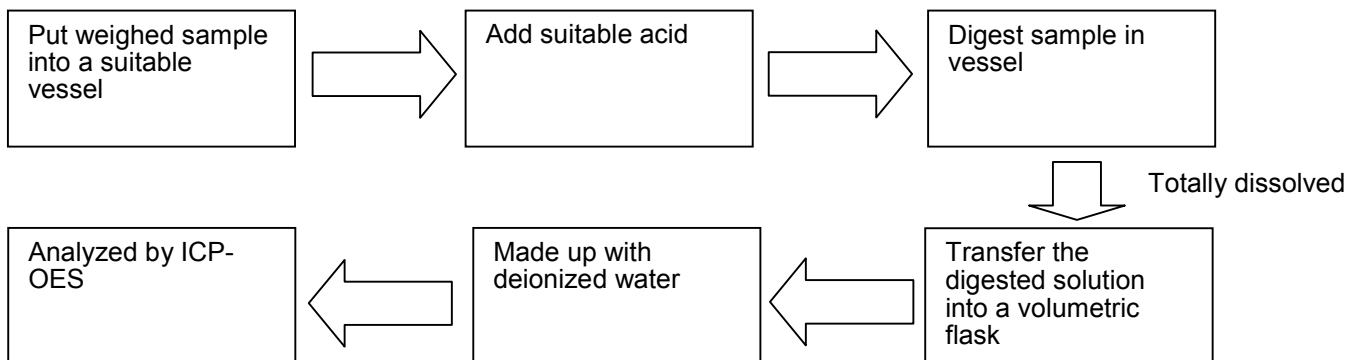 Put weighed sample
into a suitable
vessel
Add suitable acid
Digest sample in
vessel
Totally dissolved
Transfer the
digested solution
into a volumetric
flask
Made up with
deionized water
Analyzed by ICP-
OES